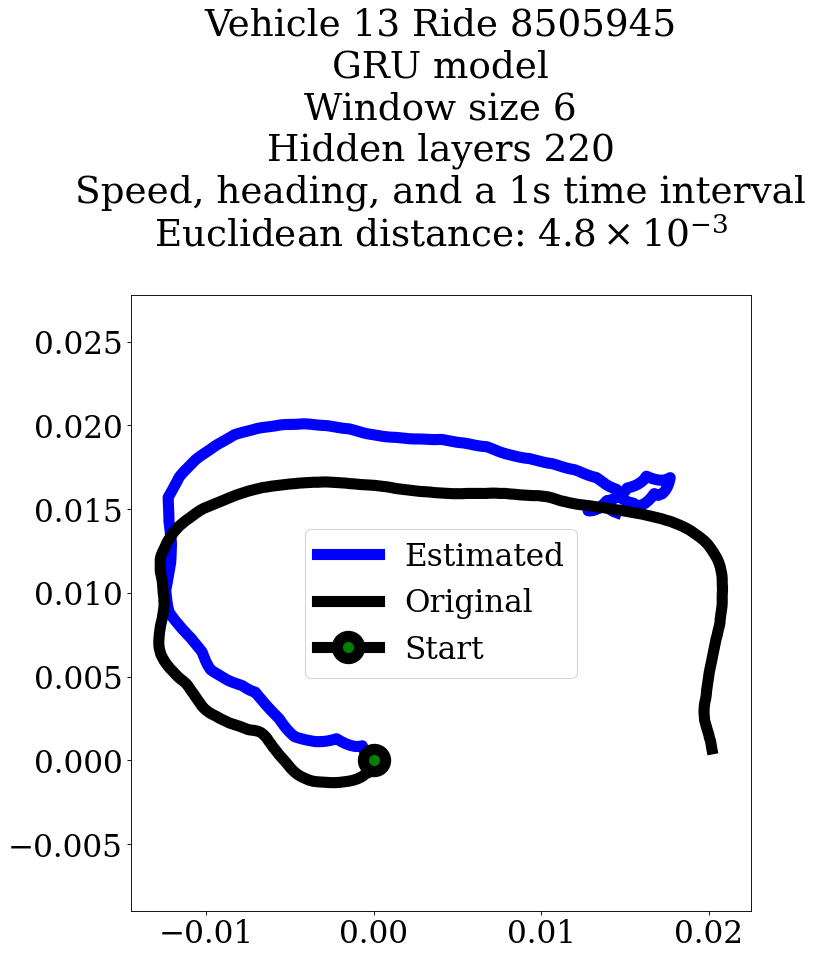 Vehicle 13 Ride 8505945
GRU model
Window size 6
Hidden layers 220
Speed, heading, and a 1s time interval
Euclidean distance: 4.8 × 10⁻³
0.025
0.020
0.015
0.010
0.005
0.000
−0.005
Estimated
Original
Start
−0.01 0.00 0.01 0.02